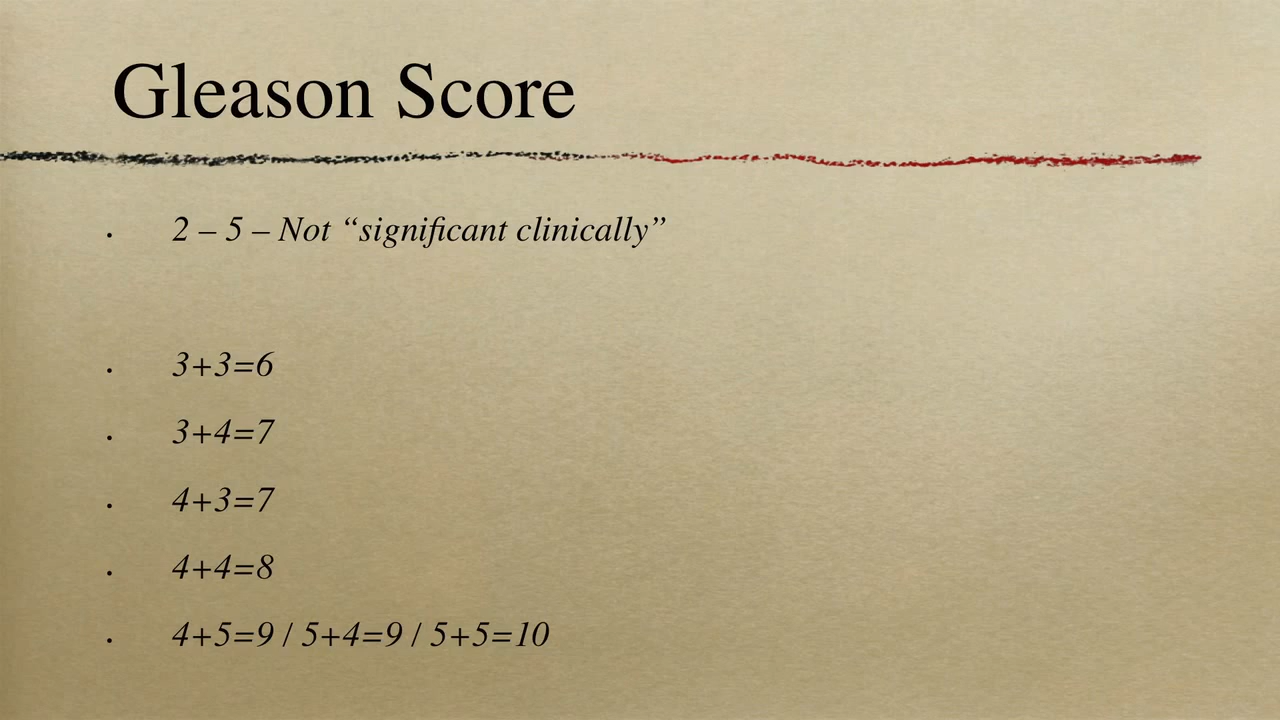 Gleason Score
• 2 – 5 – Not “significant clinically”
• 3+3=6
• 3+4=7
• 4+3=7
• 4+4=8
• 4+5=9 / 5+4=9 / 5+5=10